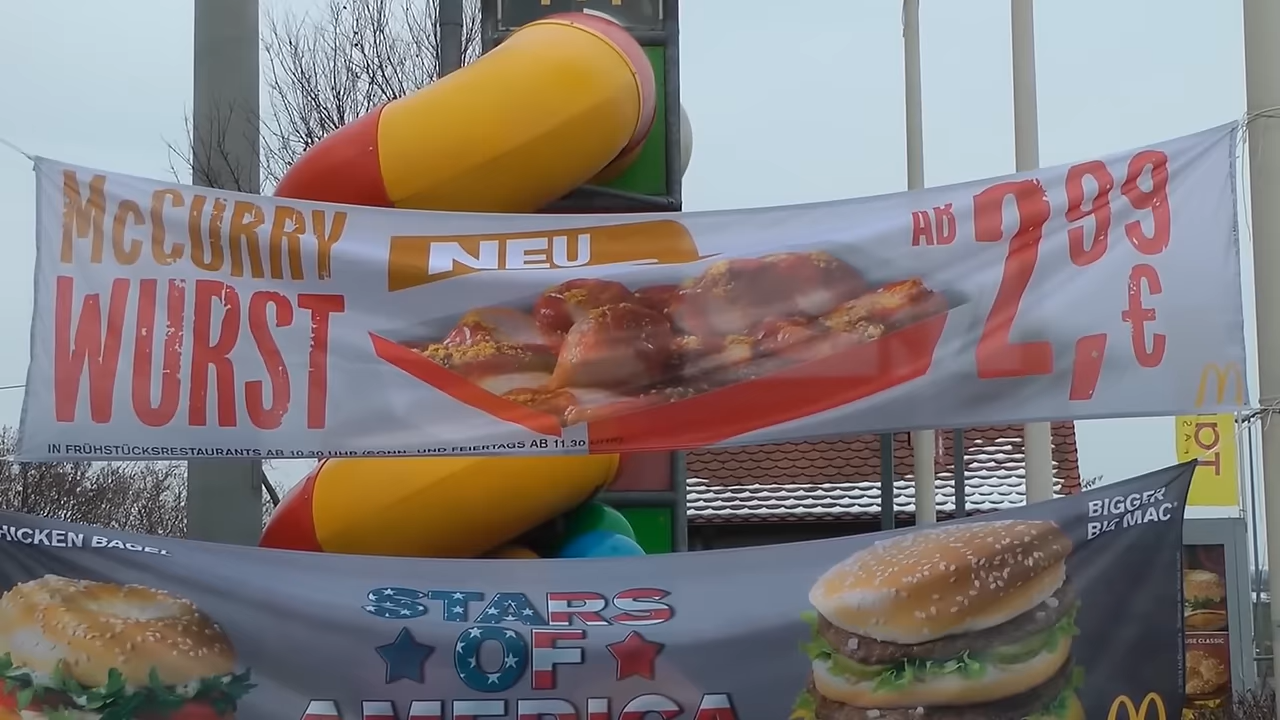 McCURRY
WURST
NEU
AB 2,99 €
IN FRÜHSTÜCKSRESTAURANTS AB 10.30 UHR (SONN- UND FEIERTAGS AB 11.30 UHR)
HICKEN BAGEL
STARS
OF
AMERICA
BIGGER
BIG MAC®